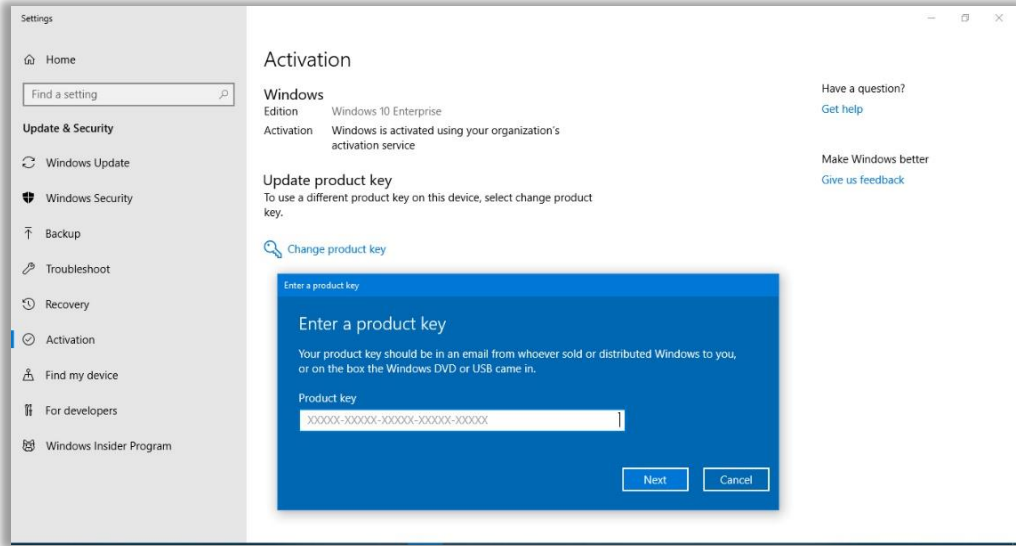 Settings
Home
Find a setting
Update & Security
Windows Update
Windows Security
Backup
Troubleshoot
Recovery
Activation
Find my device
For developers
Windows Insider Program
Activation
Windows
Edition Windows 10 Enterprise
Activation Windows is activated using your organization's
activation service
Update product key
To use a different product key on this device, select change product
key.
Change product key
Enter a product key
Enter a product key
Your product key should be in an email from whoever sold or distributed Windows to you,
or on the box the Windows DVD or USB came in.
Product key
XXXXX-XXXXX-XXXXX-XXXXX-XXXXX
Next Cancel
Have a question?
Get help
Make Windows better
Give us feedback